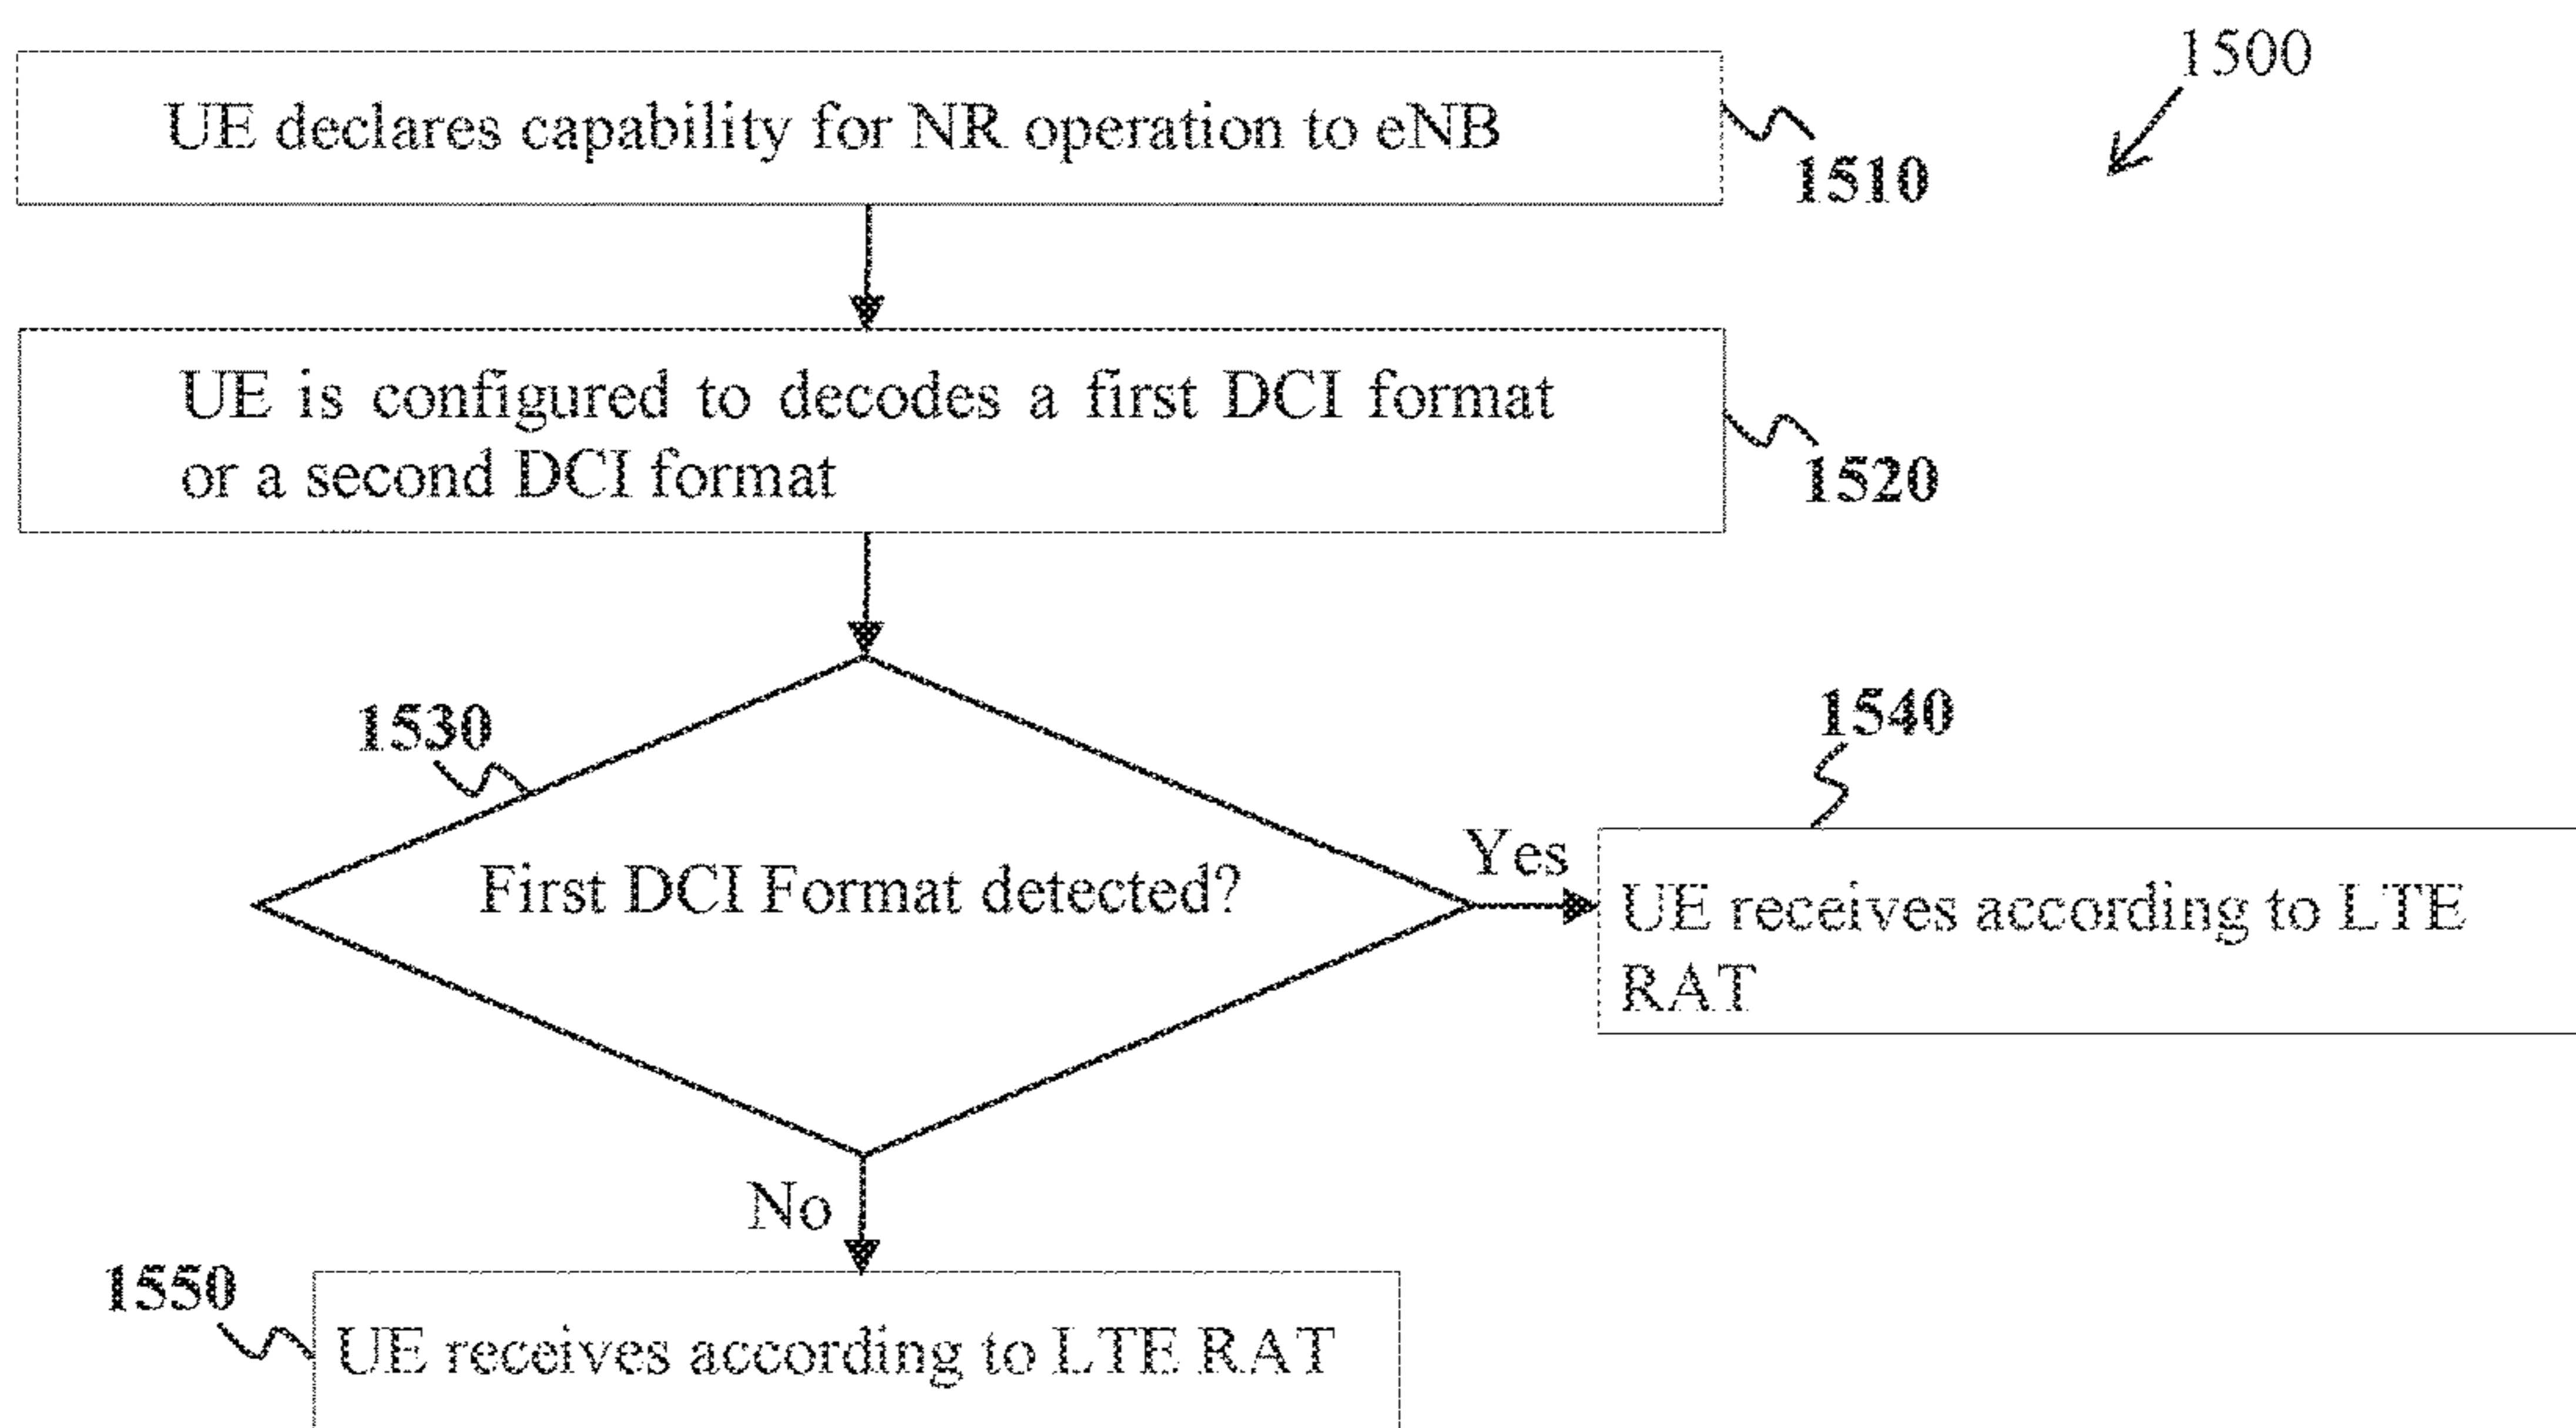 1500
UE declares capability for NR operation to eNB
1510
UE is configured to decodes a first DCI format
or a second DCI format
1520
1530
First DCI Format detected?
Yes
1540
UE receives according to LTE
RAT
No
1550
UE receives according to LTE RAT